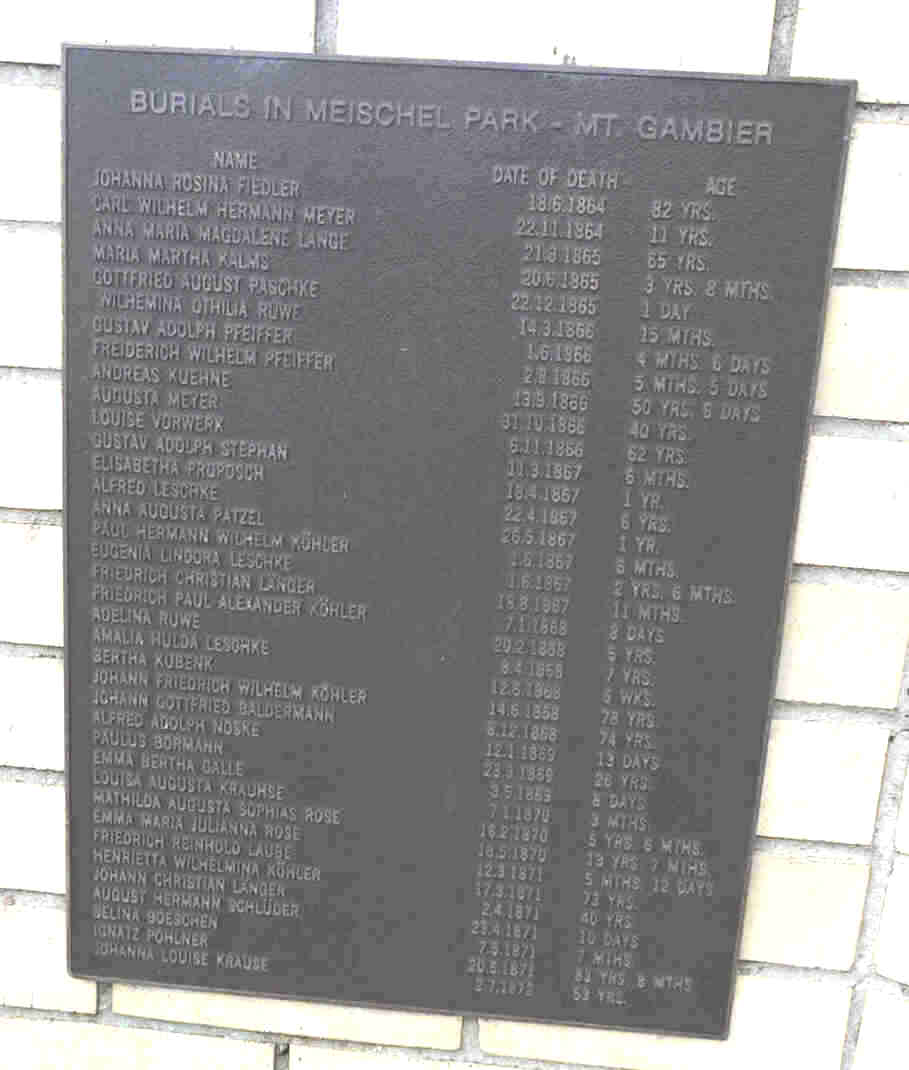 BURIALS IN MEISCHEL PARK - MT. GAMBIER
NAME DATE OF DEATH - AGE
JOHANNA ROSINA FIEDLER 18.6.1864 82 YRS.
CARL WILHELM HERMANN MEYER 22.11.1864 11 YRS.
ANNA MARIA MAGDALENE LANGE 21.3.1865 65 YRS.
MARIA MARTHA KALMS 20.6.1865 3 YRS. 8 MTHS.
GOTTFRIED AUGUST PASCHKE 22.12.1865 1 DAY
WILHEMINA OTHILIA RUWE 14.3.1866 15 MTHS.
GUSTAV ADOLPH PFEIFFER 1.6.1866 4 MTHS. 6 DAYS
FREIDERICH WILHELM PFEIFFER 2.8.1866 5 MTHS. 5 DAYS
ANDREAS KUEHNE 13.9.1866 50 YRS. 6 DAYS
AUGUSTA MEYER 31.10.1866 40 YRS.
LOUISE VORWERK 6.11.1866 62 YRS.
GUSTAV ADOLPH STEPHAN 11.3.1867 6 MTHS.
ELISABETHA PROPOSCH 18.4.1867 1 YR.
ALFRED LESCHKE 22.4.1867 6 YRS.
ANNA AUGUSTA PATZEL 26.5.1867 1 YR.
PAUL HERMANN WILHELM KÖHLER 1.6.1867 6 MTHS.
EUGENIA LINDORA LESCHKE 1.6.1867 2 YRS. 6 MTHS.
FRIEDRICH CHRISTIAN LANGER 18.8.1867 11 MTHS.
FRIEDRICH PAUL ALEXANDER KÖHLER 7.1.1868 8 DAYS
ADELINA RUWE 20.2.1868 5 YRS.
AMALIA HULDA LESCHKE 8.4.1868 7 YRS.
BERTHA KUBENK 12.6.1868 6 WKS.
JOHANN FRIEDRICH WILHELM KÖHLER 14.6.1868 78 YRS.
JOHANN GOTTFRIED BALDERMANN 6.12.1868 74 YRS.
ALFRED ADOLPH NOSKE 12.1.1869 13 DAYS
PAULUS BORMANN 23.3.1869 26 YRS.
EMMA BERTHA GALLE 3.5.1869 8 DAYS
LOUISA AUGUSTA KRAUHSE 7.1.1870 3 MTHS.
MATHILDA AUGUSTA SOPHIAS ROSE 16.2.1870 5 YRS. 6 MTHS.
EMMA MARIA JULIANNA ROSE 18.5.1870 13 YRS. 7 MTHS.
FRIEDRICH REINHOLD LAUBE 12.3.1871 5 MTHS. 12 DAYS
HENRIETTA WILHELMINA KÖHLER 17.3.1871 73 YRS.
JOHANN CHRISTIAN LANGER 2.4.1871 40 YRS.
AUGUST HERMANN SCHLUDER 23.4.1871 10 DAYS
SELINA BOESCHEN 7.5.1871 7 MTHS.
IGNATZ POHLNER 20.5.1871 81 YRS. 8 MTHS.
JOHANNA LOUISE KRAUSE 2.7.1872 53 YRS.